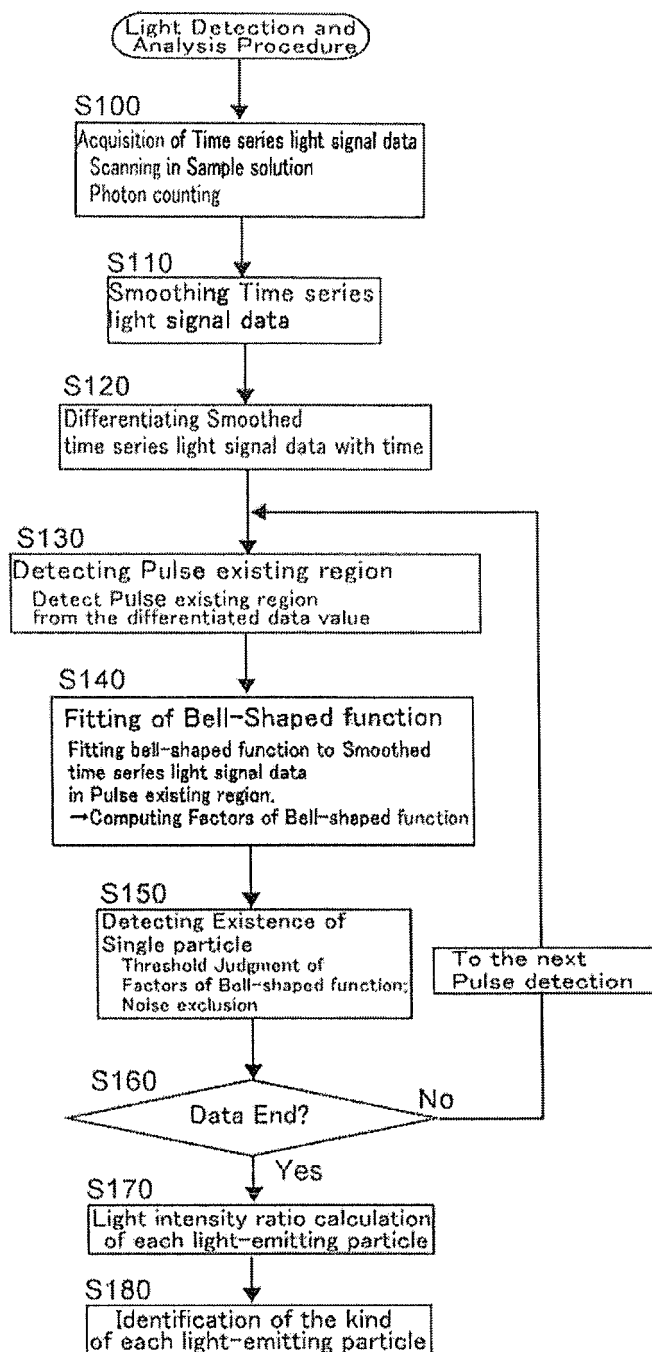 Light Detection and
Analysis Procedure
S100
Acquisition of Time series light signal data
Scanning in Sample solution
Photon counting
S110
Smoothing Time series
light signal data
S120
Differentiating Smoothed
time series light signal data with time
S130
Detecting Pulse existing region
Detect Pulse existing region
from the differentiated data value
S140
Fitting of Bell-Shaped function
Fitting bell-shaped function to Smoothed
time series light signal data
in Pulse existing region.
→Computing Factors of Bell-shaped function
S150
Detecting Existence of
Single particle
Threshold Judgment of
Factors of Bell-shaped function;
Noise exclusion
To the next
Pulse detection
S160
Data End?
No
Yes
S170
Light intensity ratio calculation
of each light-emitting particle
S180
Identification of the kind
of each light-emitting particle